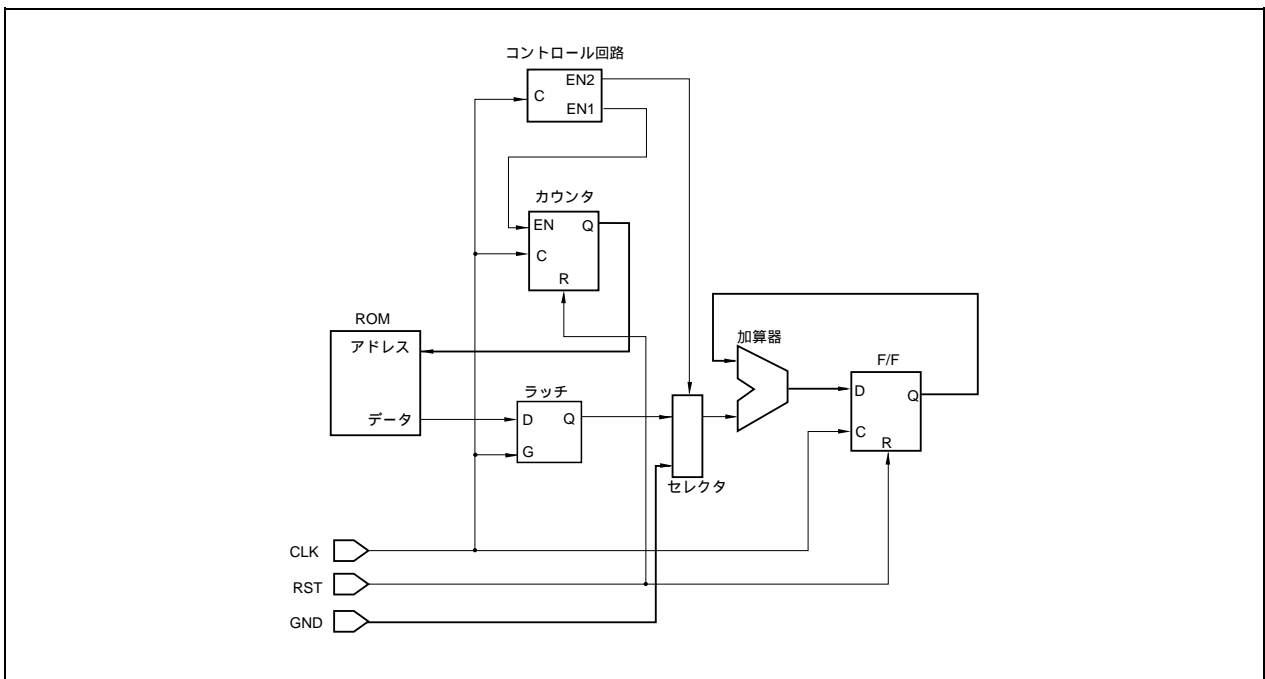 コントロール回路
EN2
C
EN1
カウンタ
EN Q
C
R
ROM
アドレス
データ
ラッチ
D Q
G
セレクタ
加算器
F/F
D
Q
C
R
CLK
RST
GND